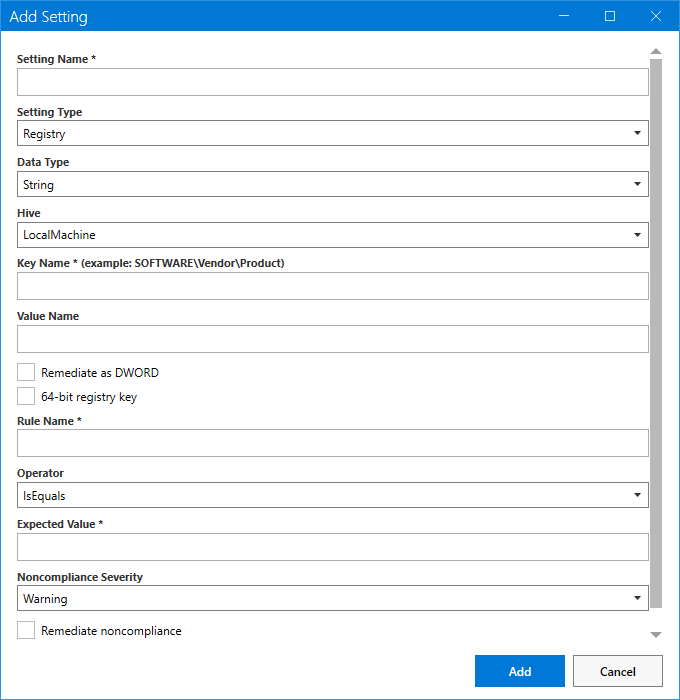 Add Setting
Setting Name *
Setting Type
Registry
Data Type
String
Hive
LocalMachine
Key Name * (example: SOFTWARE\Vendor\Product)
Value Name
Remediate as DWORD
64-bit registry key
Rule Name *
Operator
IsEquals
Expected Value *
Noncompliance Severity
Warning
Remediate noncompliance
Add Cancel